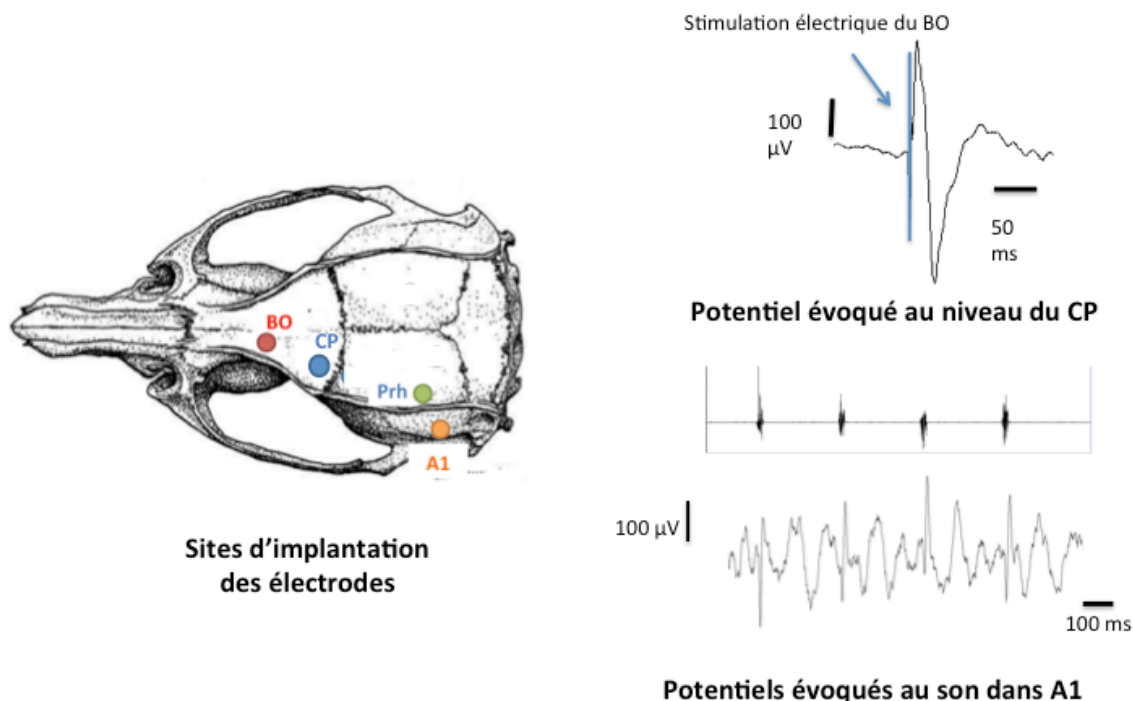 BO
CP
Prh
A1
Sites d’implantation
des électrodes
Stimulation électrique du BO
100
µV
50
ms
Potentiel évoqué au niveau du CP
100 µV
100 ms
Potentiels évoqués au son dans A1